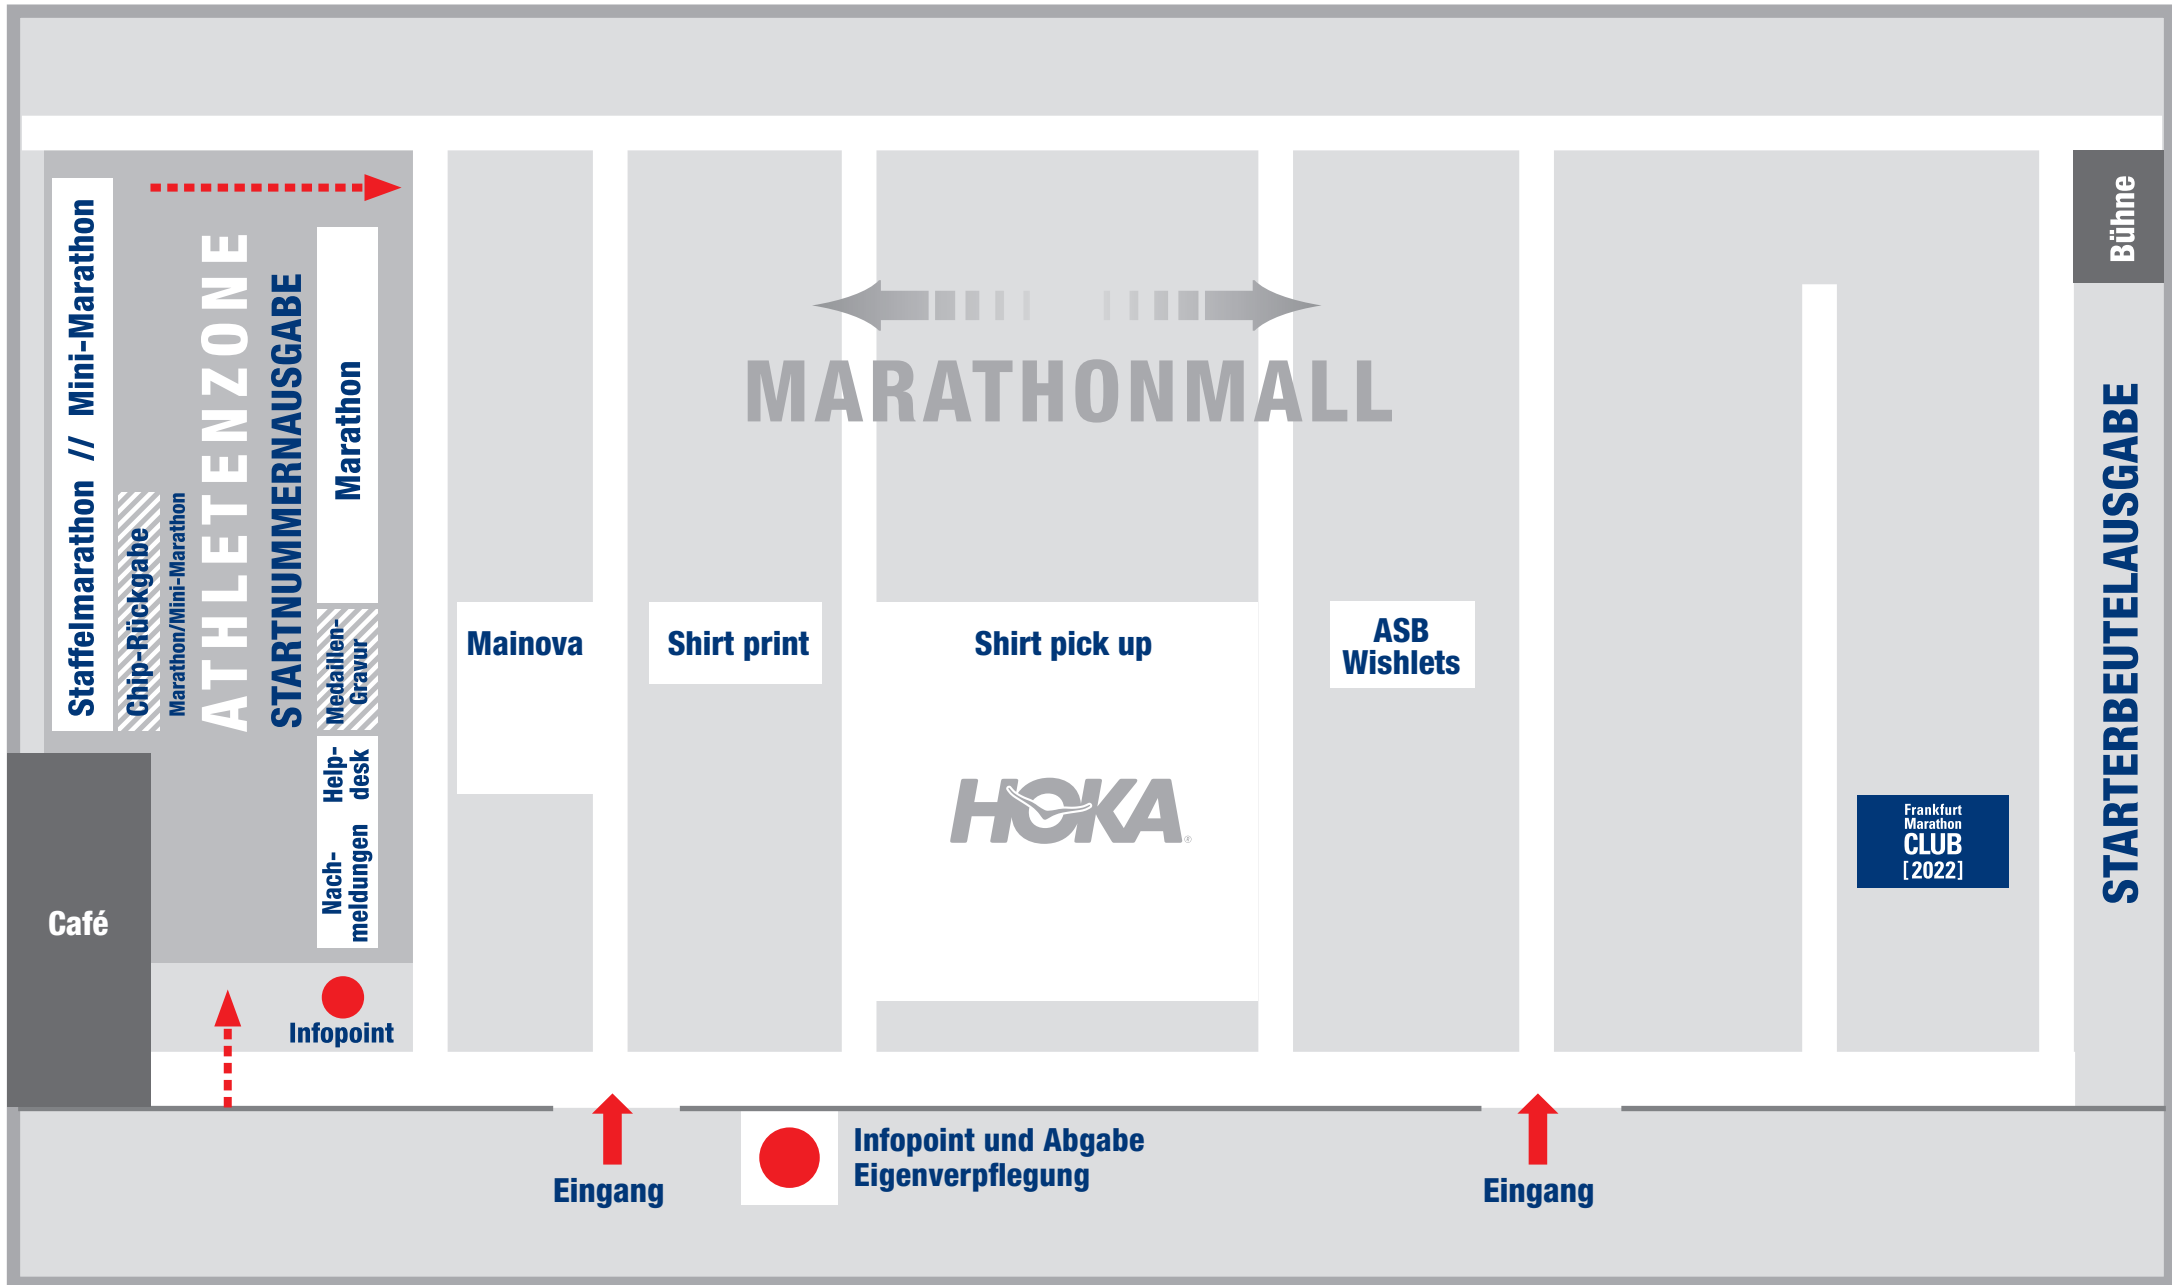 Staffelmarathon // Mini-Marathon
Chip-Rückgabe
Marathon/Mini-Marathon
ATHLETENZONE
STARTNUMMERNAUSGABE
Marathon
Medaillen-
Gravur
Help-
desk
Nach-
meldungen
Café
Infopoint
MARATHONMALL
Mainova
Shirt print
Shirt pick up
HOKA®
ASB
Wishlets
Bühne
STARTERBEUTELAUSGABE
Frankfurt
Marathon
CLUB
[2022]
Eingang
Infopoint und Abgabe
Eigenverpflegung
Eingang